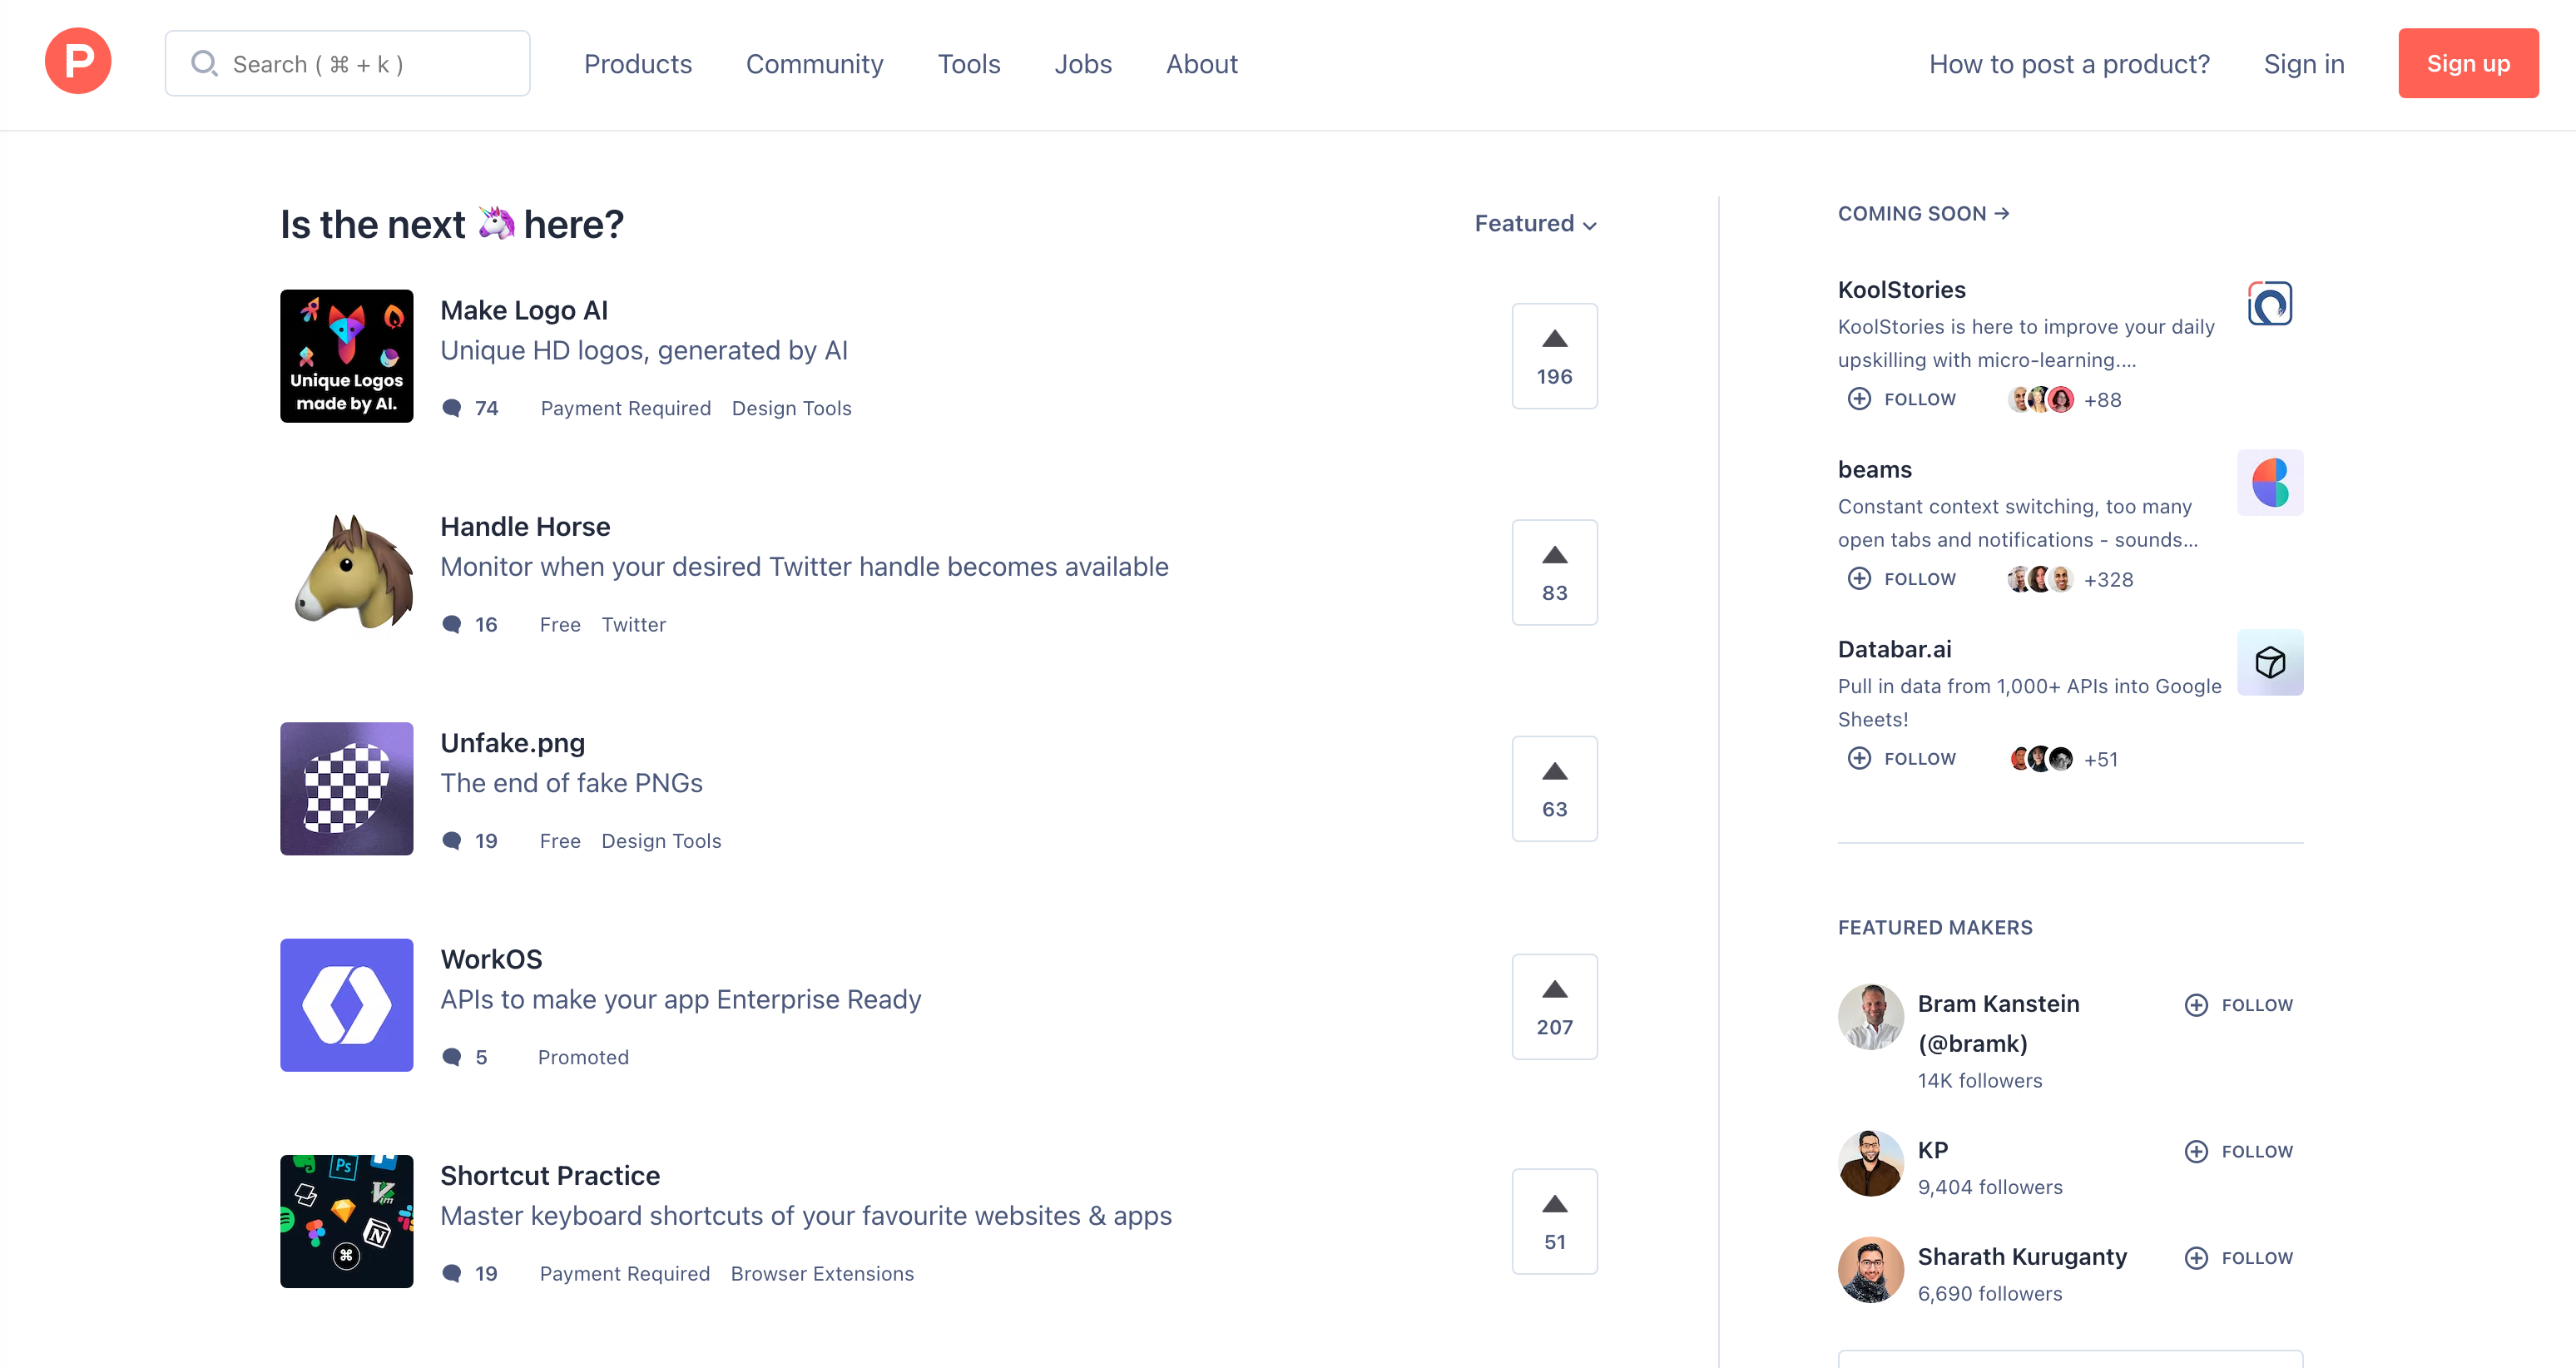 P
Search ( ⌘ + k )
Products
Community
Tools
Jobs
About
How to post a product?
Sign in
Sign up
Is the next 🦄 here?
Featured
Unique Logos
made by AI.
Make Logo AI
Unique HD logos, generated by AI
74 Payment Required Design Tools
196
Handle Horse
Monitor when your desired Twitter handle becomes available
16 Free Twitter
83
Unfake.png
The end of fake PNGs
19 Free Design Tools
63
WorkOS
APIs to make your app Enterprise Ready
5 Promoted
207
Ps
Vim
N
⌘
Shortcut Practice
Master keyboard shortcuts of your favourite websites & apps
19 Payment Required Browser Extensions
51
COMING SOON →
KoolStories
KoolStories is here to improve your daily
upskilling with micro-learning....
FOLLOW +88
beams
Constant context switching, too many
open tabs and notifications - sounds...
FOLLOW +328
Databar.ai
Pull in data from 1,000+ APIs into Google
Sheets!
FOLLOW +51
FEATURED MAKERS
Bram Kanstein
(@bramk)
14K followers
FOLLOW
KP
9,404 followers
FOLLOW
Sharath Kuruganty
6,690 followers
FOLLOW